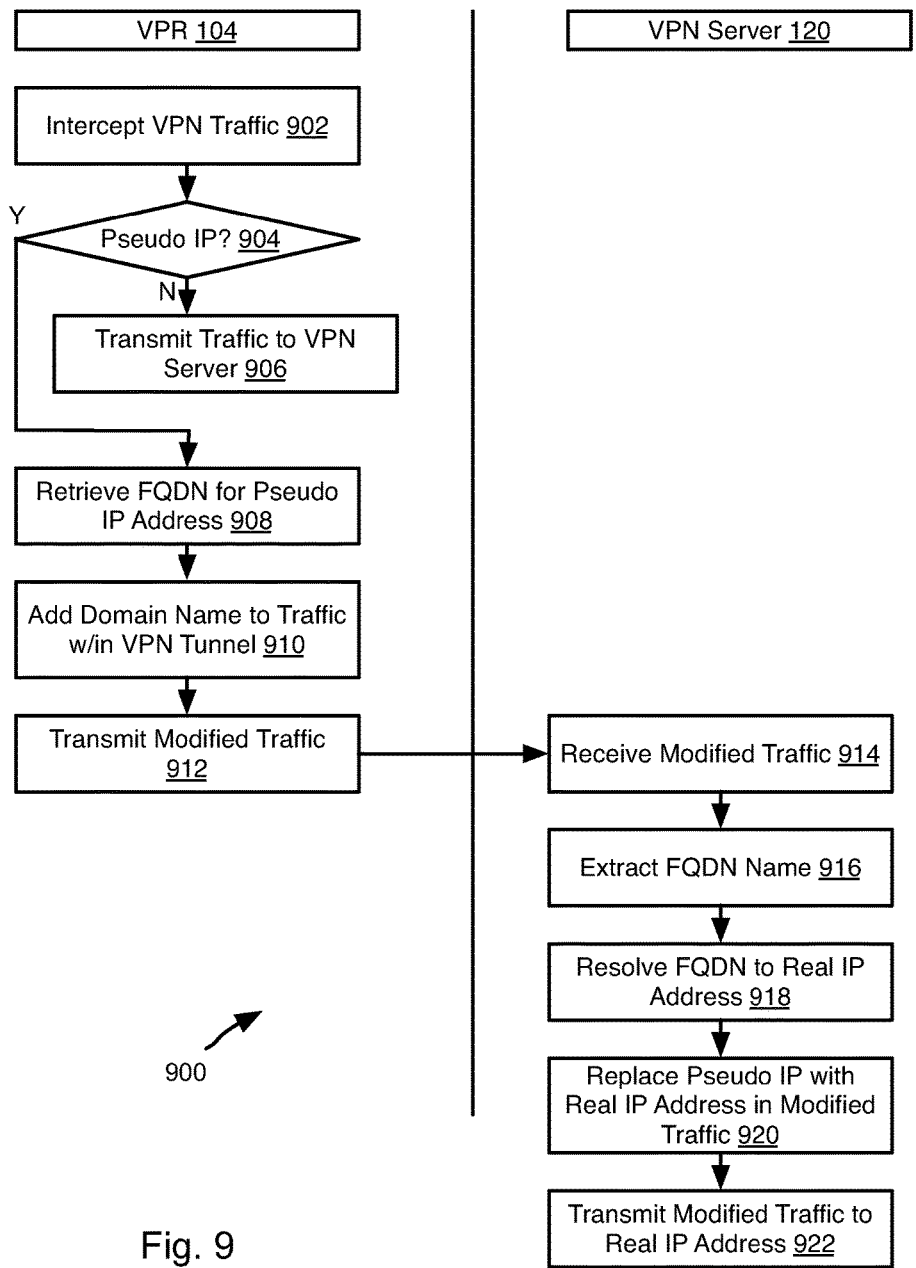 VPR 104
VPN Server 120
Intercept VPN Traffic 902
Y
Pseudo IP? 904
N
Transmit Traffic to VPN
Server 906
Retrieve FQDN for Pseudo
IP Address 908
Add Domain Name to Traffic
w/in VPN Tunnel 910
Transmit Modified Traffic
912
Receive Modified Traffic 914
Extract FQDN Name 916
Resolve FQDN to Real IP
Address 918
Replace Pseudo IP with
Real IP Address in Modified
Traffic 920
Transmit Modified Traffic to
Real IP Address 922
900
Fig. 9